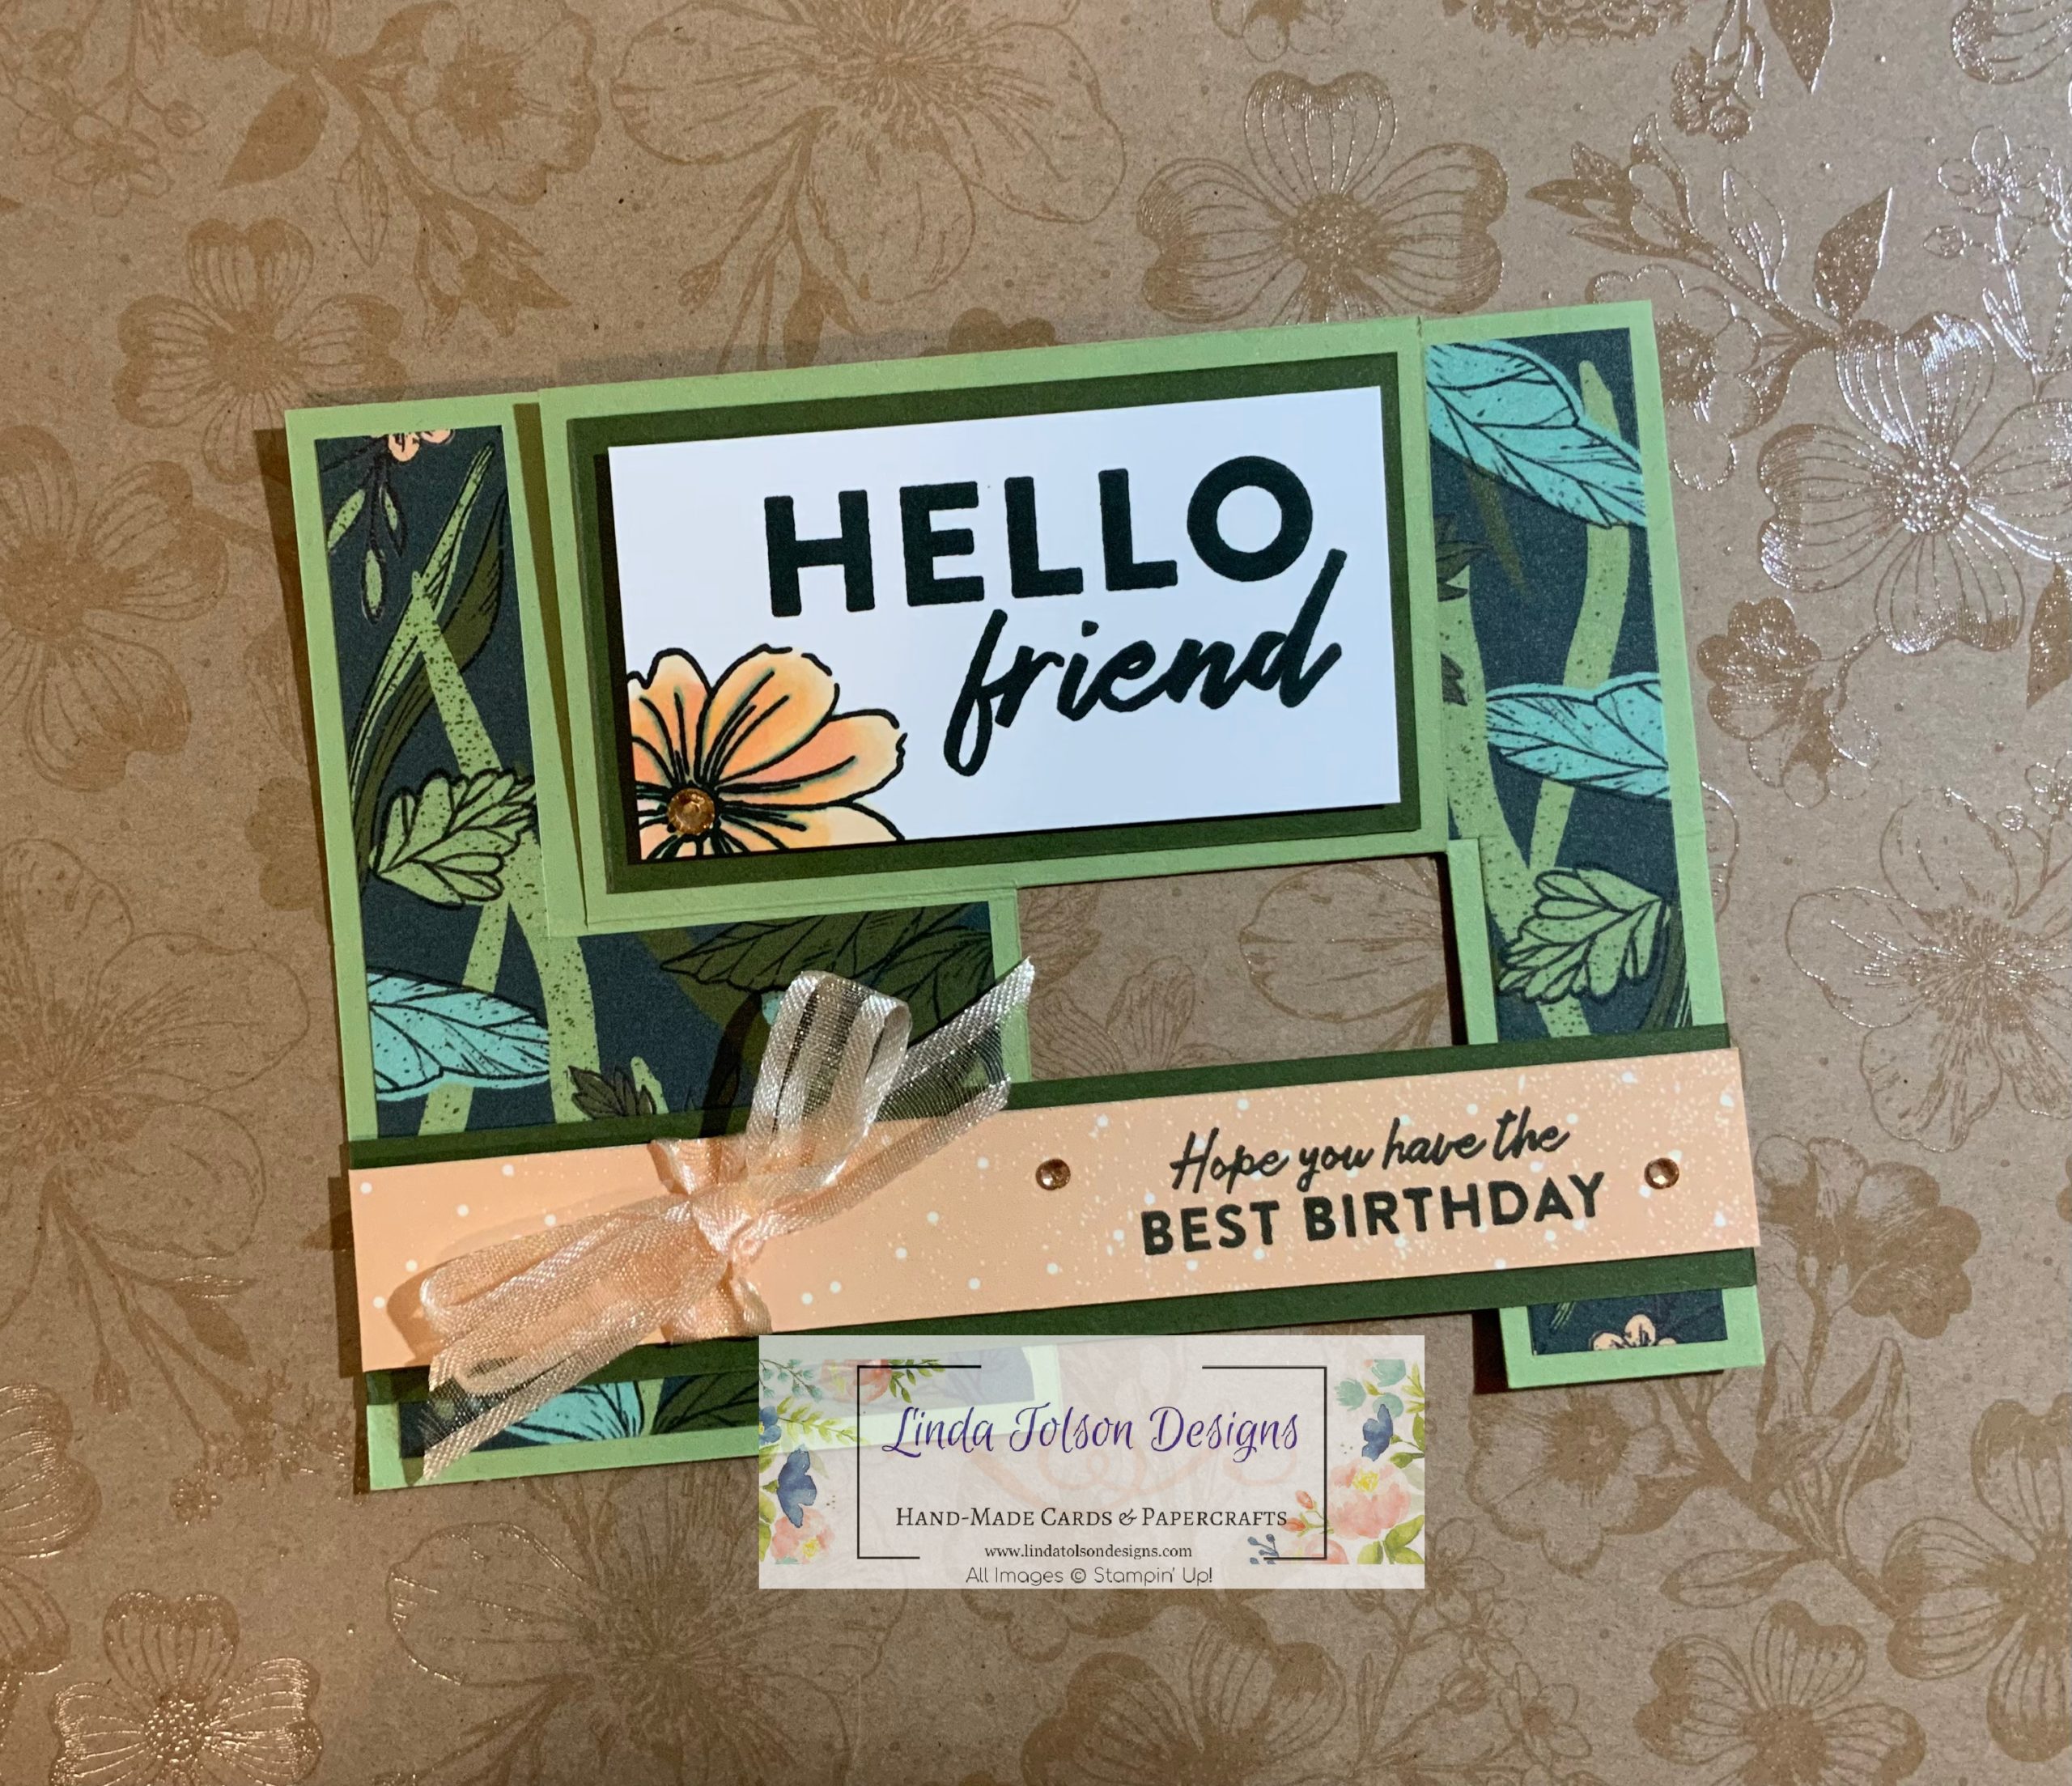 HELLO
friend
Hope you have the
BEST BIRTHDAY
Linda Tolson Designs
Hand-Made Cards & Papercrafts
www.lindatolsondesigns.com
All Images © Stampin' Up!